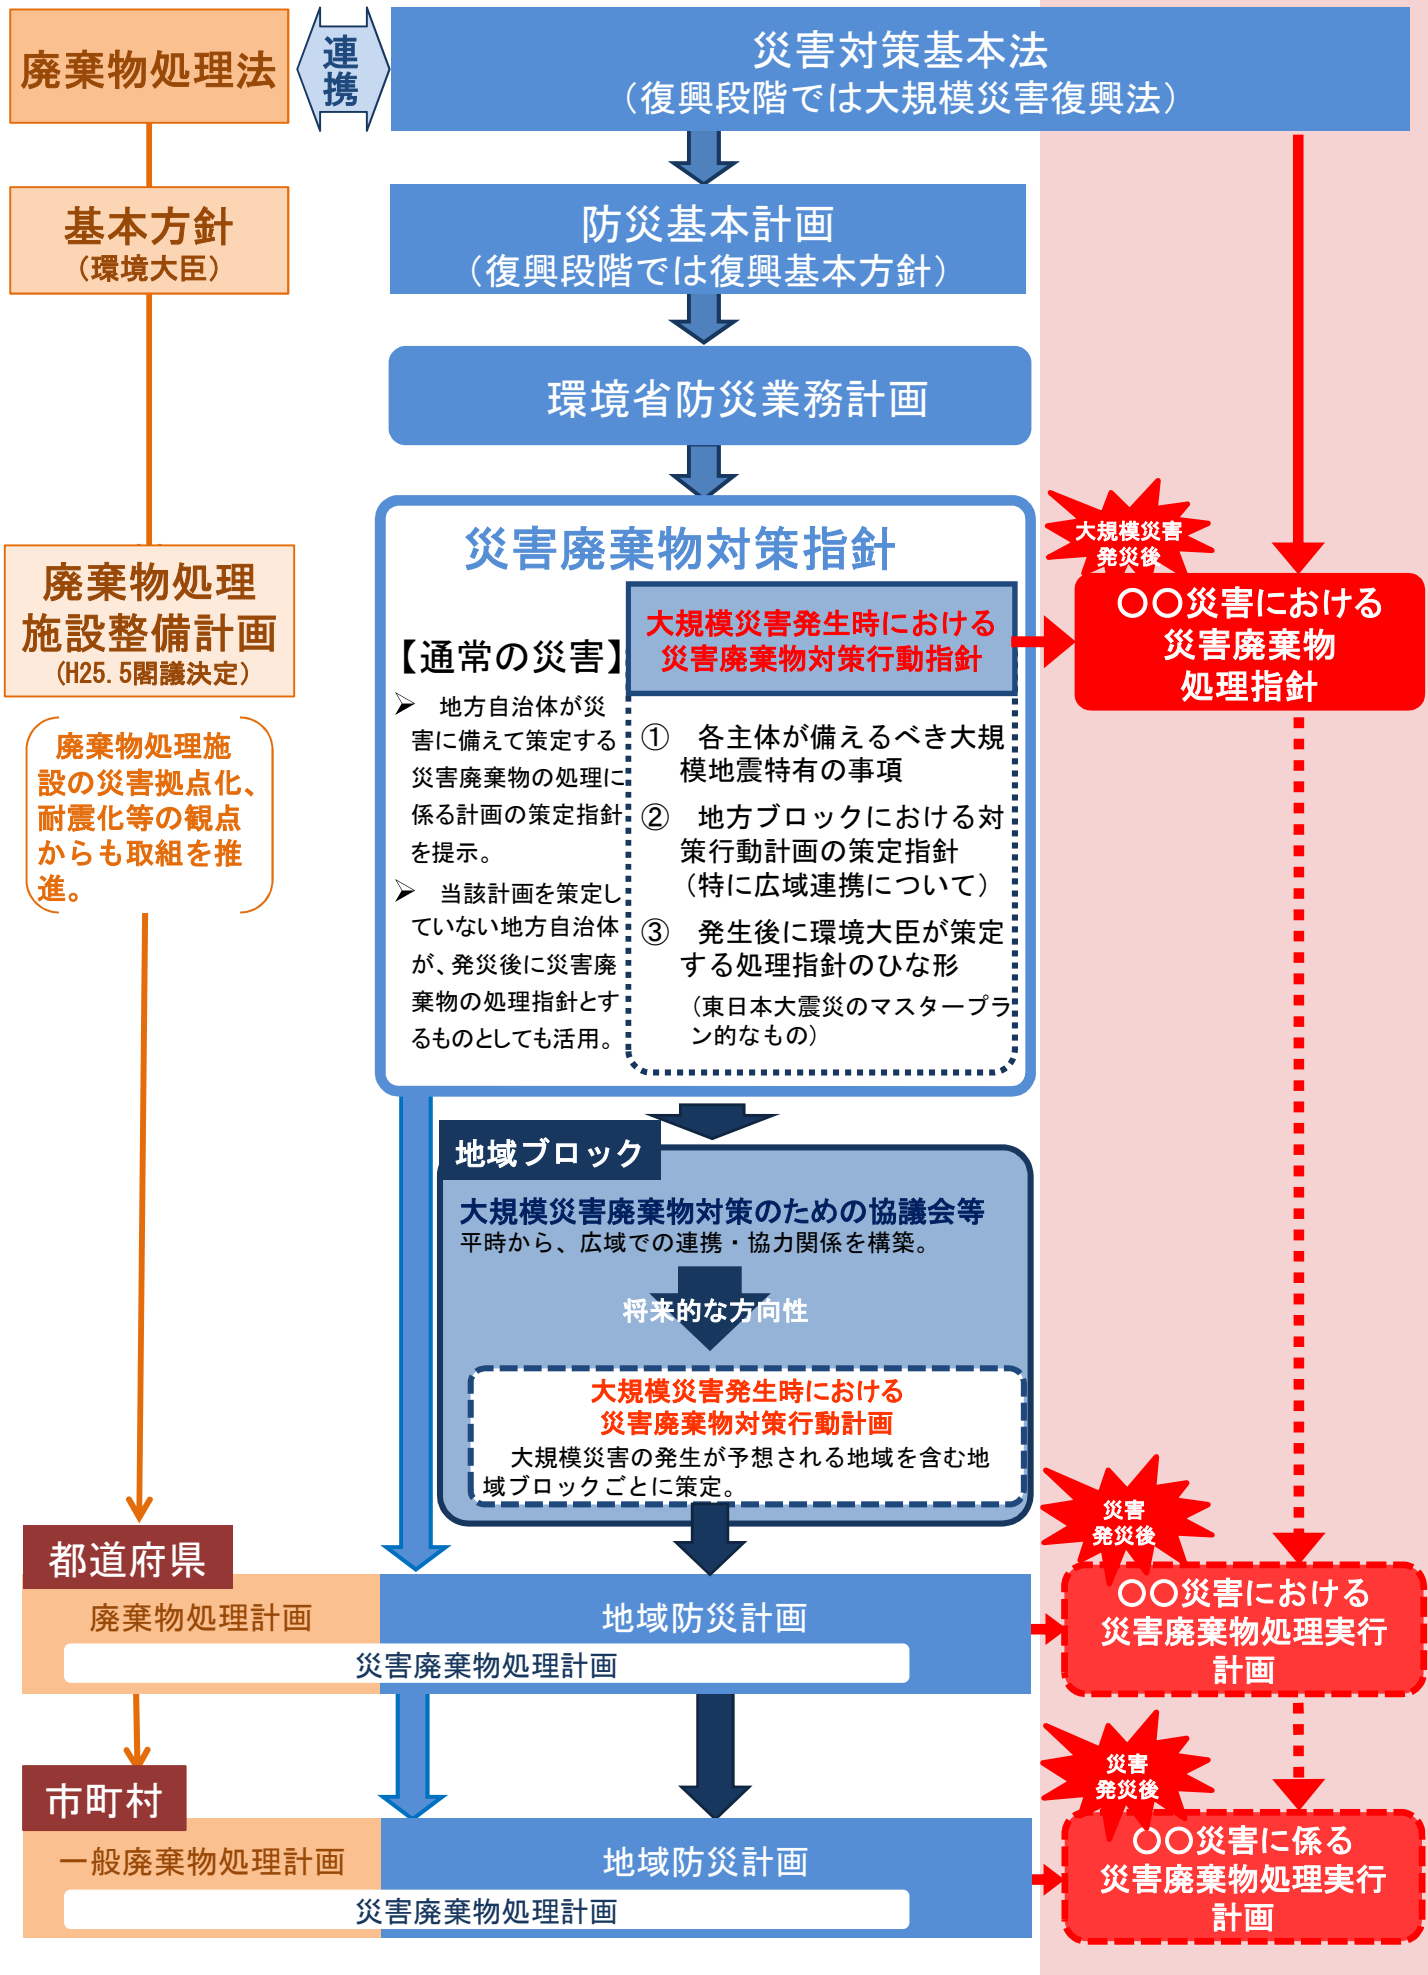 廃棄物処理法
連
携
災害対策基本法
（復興段階では大規模災害復興法）
基本方針
（環境大臣）
防災基本計画
（復興段階では復興基本方針）
環境省防災業務計画
廃棄物処理
施設整備計画
(H25.5閣議決定)
廃棄物処理施
設の災害拠点化、
耐震化等の観点
からも取組を推
進。
災害廃棄物対策指針
【通常の災害】
➢ 地方自治体が災
害に備えて策定する
災害廃棄物の処理に
係る計画の策定指針
を提示。
➢ 当該計画を策定し
ていない地方自治体
が、発災後に災害廃
棄物の処理指針とす
るものとしても活用。
大規模災害発生時における
災害廃棄物対策行動指針
① 各主体が備えるべき大規
模地震特有の事項
② 地方ブロックにおける対
策行動計画の策定指針
（特に広域連携について）
③ 発生後に環境大臣が策定
する処理指針のひな形
（東日本大震災のマスタープラ
ン的なもの）
大規模災害
発災後
〇〇災害における
災害廃棄物
処理指針
地域ブロック
大規模災害廃棄物対策のための協議会等
平時から、広域での連携・協力関係を構築。
将来的な方向性
大規模災害発生時における
災害廃棄物対策行動計画
大規模災害の発生が予想される地域を含む地
域ブロックごとに策定。
都道府県
廃棄物処理計画
地域防災計画
災害廃棄物処理計画
災害
発災後
〇〇災害における
災害廃棄物処理実行
計画
市町村
一般廃棄物処理計画
地域防災計画
災害廃棄物処理計画
災害
発災後
〇〇災害に係る
災害廃棄物処理実行
計画